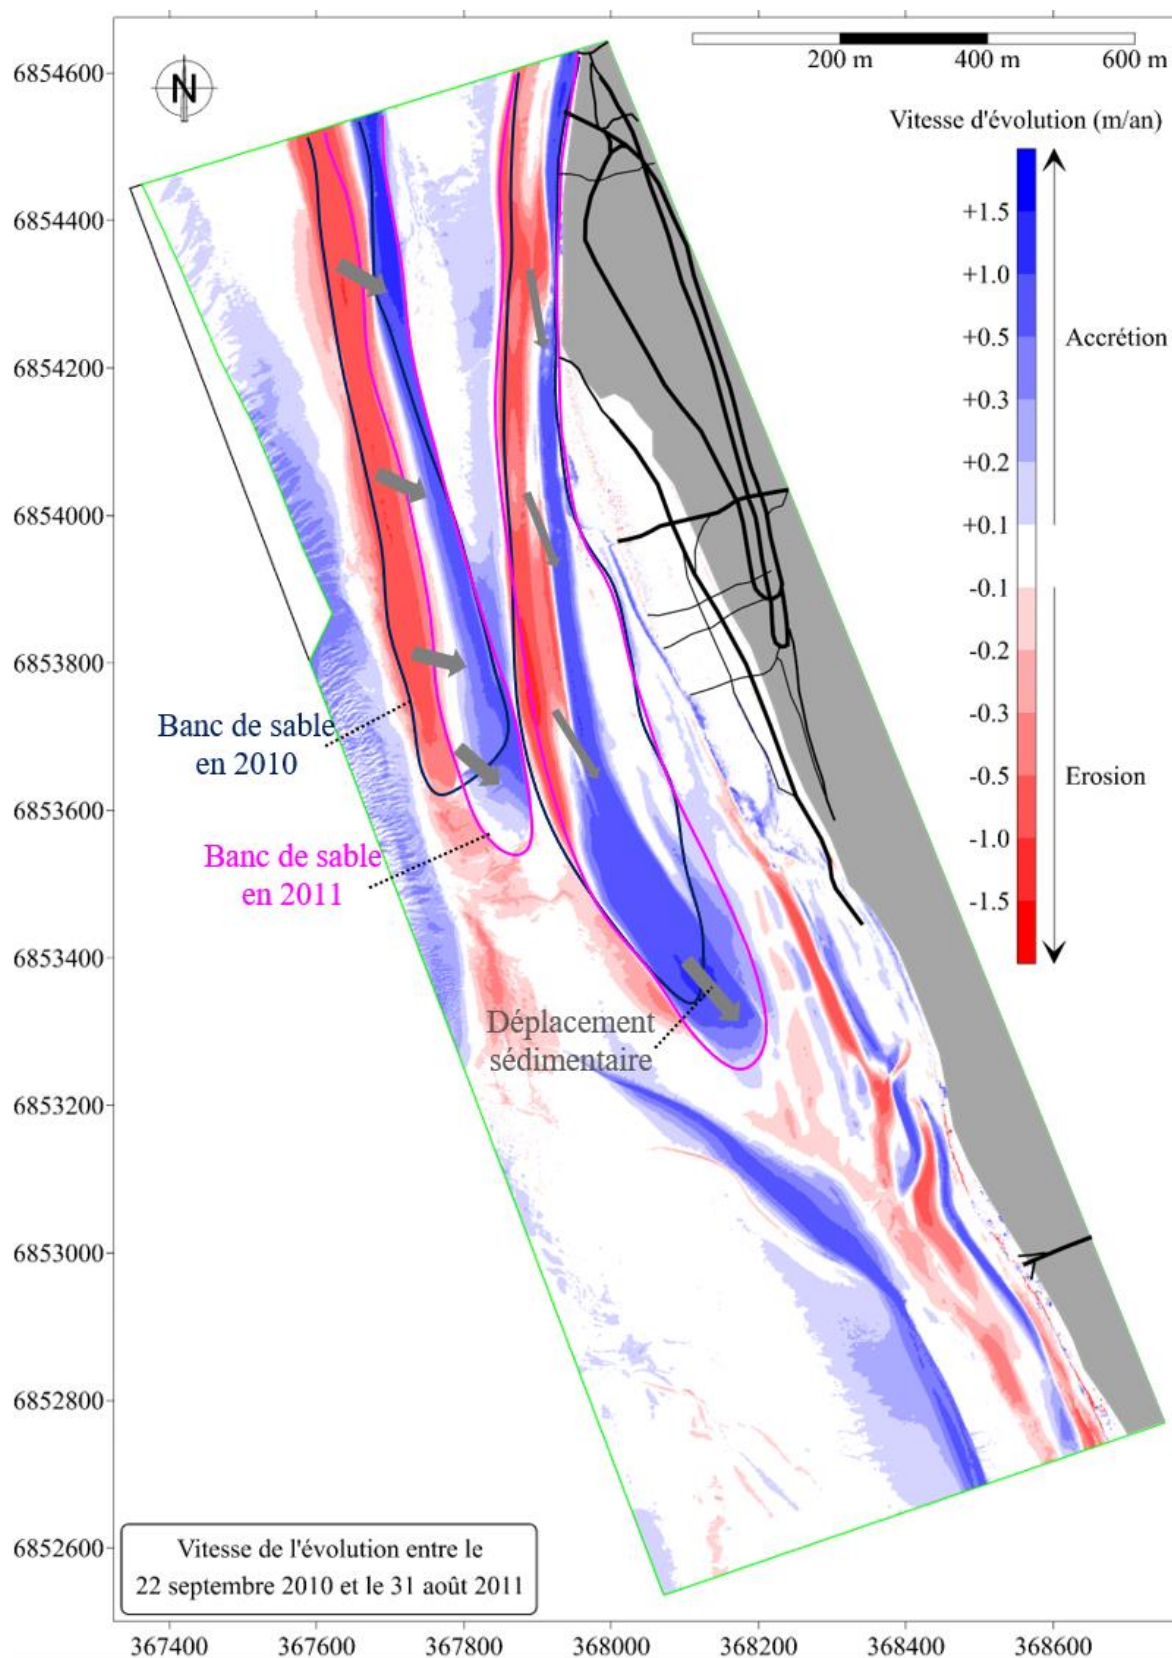 200 m
400 m
600 m
N
Vitesse d'évolution (m/an)
+1.5
+1.0
+0.5
+0.3
+0.2
+0.1
-0.1
-0.2
-0.3
-0.5
-1.0
-1.5
Accrétion
Erosion
6854600
6854400
6854200
6854000
6853800
6853600
6853400
6853200
6853000
6852800
6852600
Banc de sable
en 2010
Banc de sable
en 2011
Déplacement
sédimentaire
Vitesse de l'évolution entre le
22 septembre 2010 et le 31 août 2011
367400
367600
367800
368000
368200
368400
368600